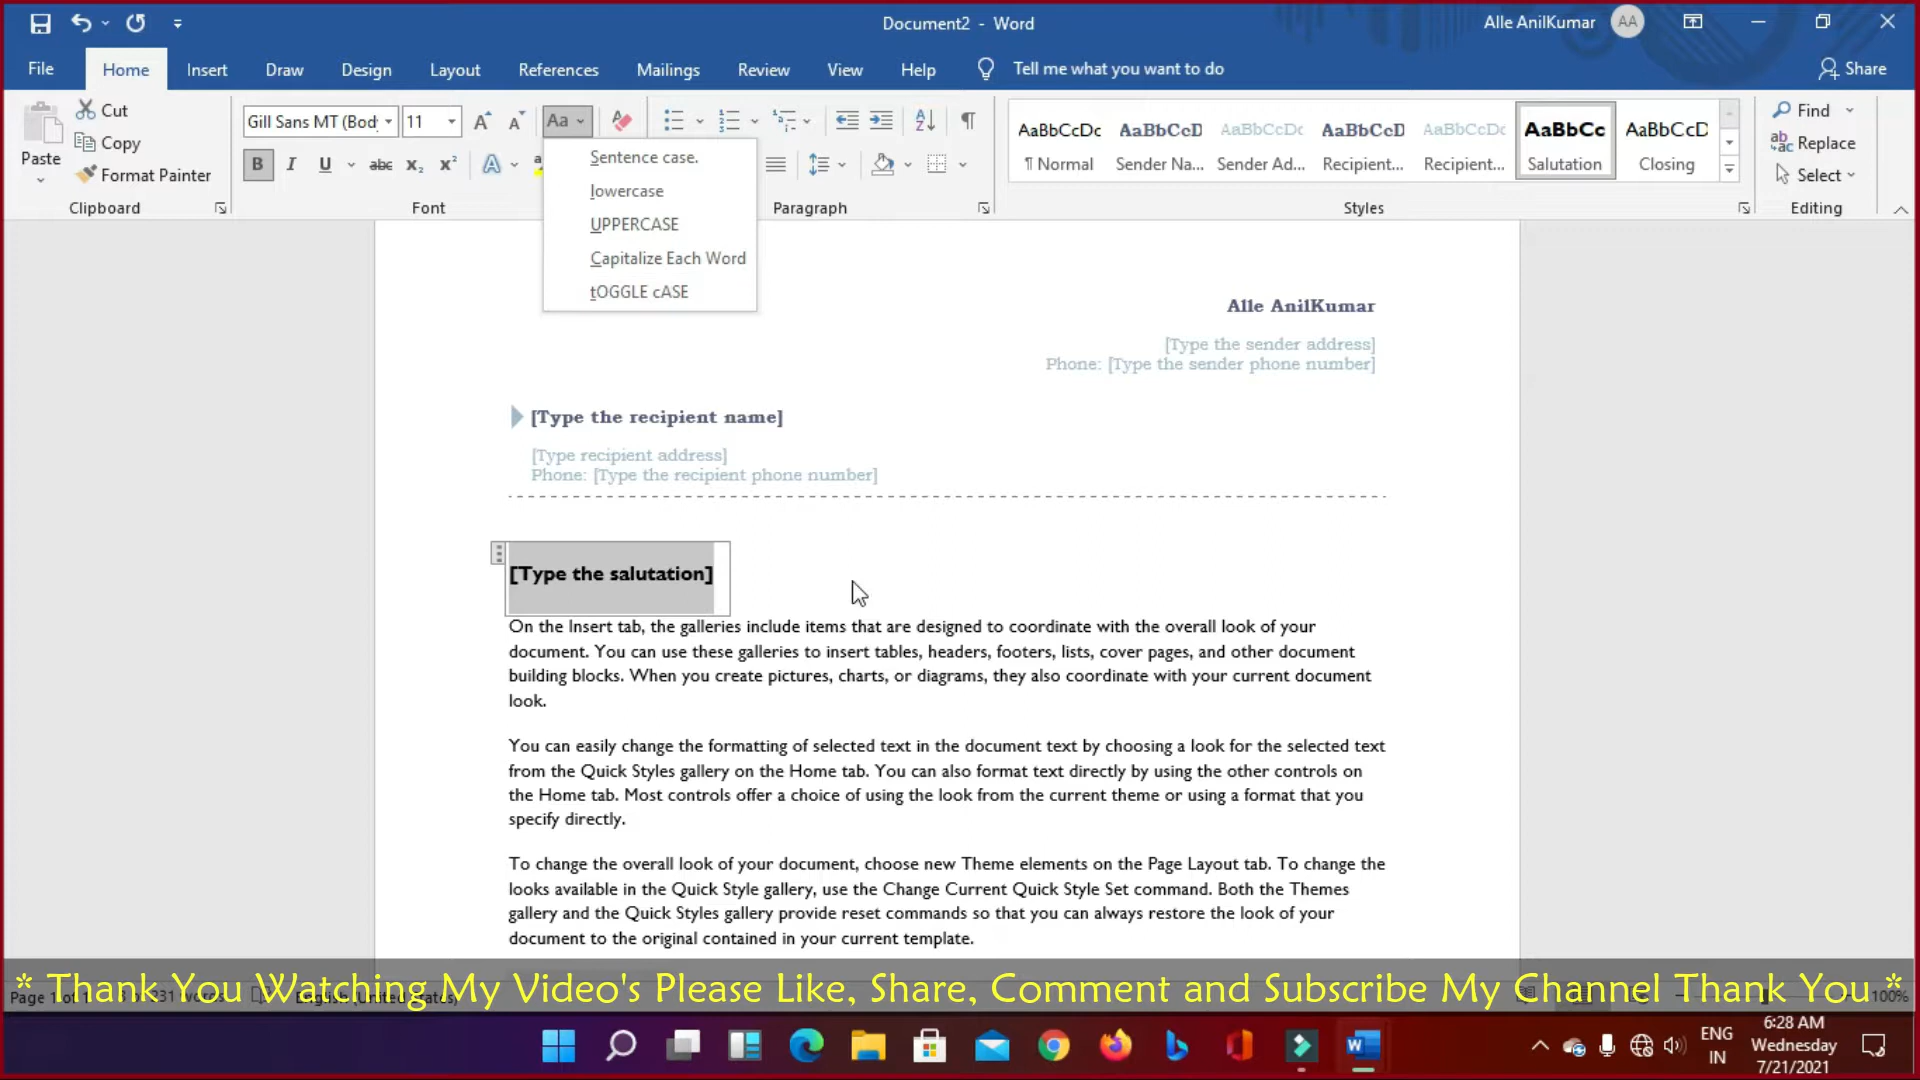 Document2 - Word
Alle AnilKumar
AA
File
Home
Insert
Draw
Design
Layout
References
Mailings
Review
View
Help
Tell me what you want to do
Share
Paste
Cut
Copy
Format Painter
Clipboard
Gill Sans MT (Body
11
Aa
B I U abc x₂ x² A
Font
Sentence case.
lowercase
UPPERCASE
Capitalize Each Word
tOGGLE cASE
Paragraph
AaBbCcDc
¶ Normal
AaBbCcD
Sender Na...
AaBbCcDc
Sender Ad...
AaBbCcD
Recipient...
AaBbCcDc
Recipient...
AaBbCc
Salutation
AaBbCcD
Closing
Styles
Find
Replace
Select
Editing
Alle AnilKumar
[Type the sender address]
Phone: [Type the sender phone number]
[Type the recipient name]
[Type recipient address]
Phone: [Type the recipient phone number]
[Type the salutation]
On the Insert tab, the galleries include items that are designed to coordinate with the overall look of your
document. You can use these galleries to insert tables, headers, footers, lists, cover pages, and other document
building blocks. When you create pictures, charts, or diagrams, they also coordinate with your current document
look.
You can easily change the formatting of selected text in the document text by choosing a look for the selected text
from the Quick Styles gallery on the Home tab. You can also format text directly by using the other controls on
the Home tab. Most controls offer a choice of using the look from the current theme or using a format that you
specify directly.
To change the overall look of your document, choose new Theme elements on the Page Layout tab. To change the
looks available in the Quick Style gallery, use the Change Current Quick Style Set command. Both the Themes
gallery and the Quick Styles gallery provide reset commands so that you can always restore the look of your
document to the original contained in your current template.
* Thank You Watching My Video's Please Like, Share, Comment and Subscribe My Channel Thank You *
100%
ENG
IN
6:28 AM
Wednesday
7/21/2021